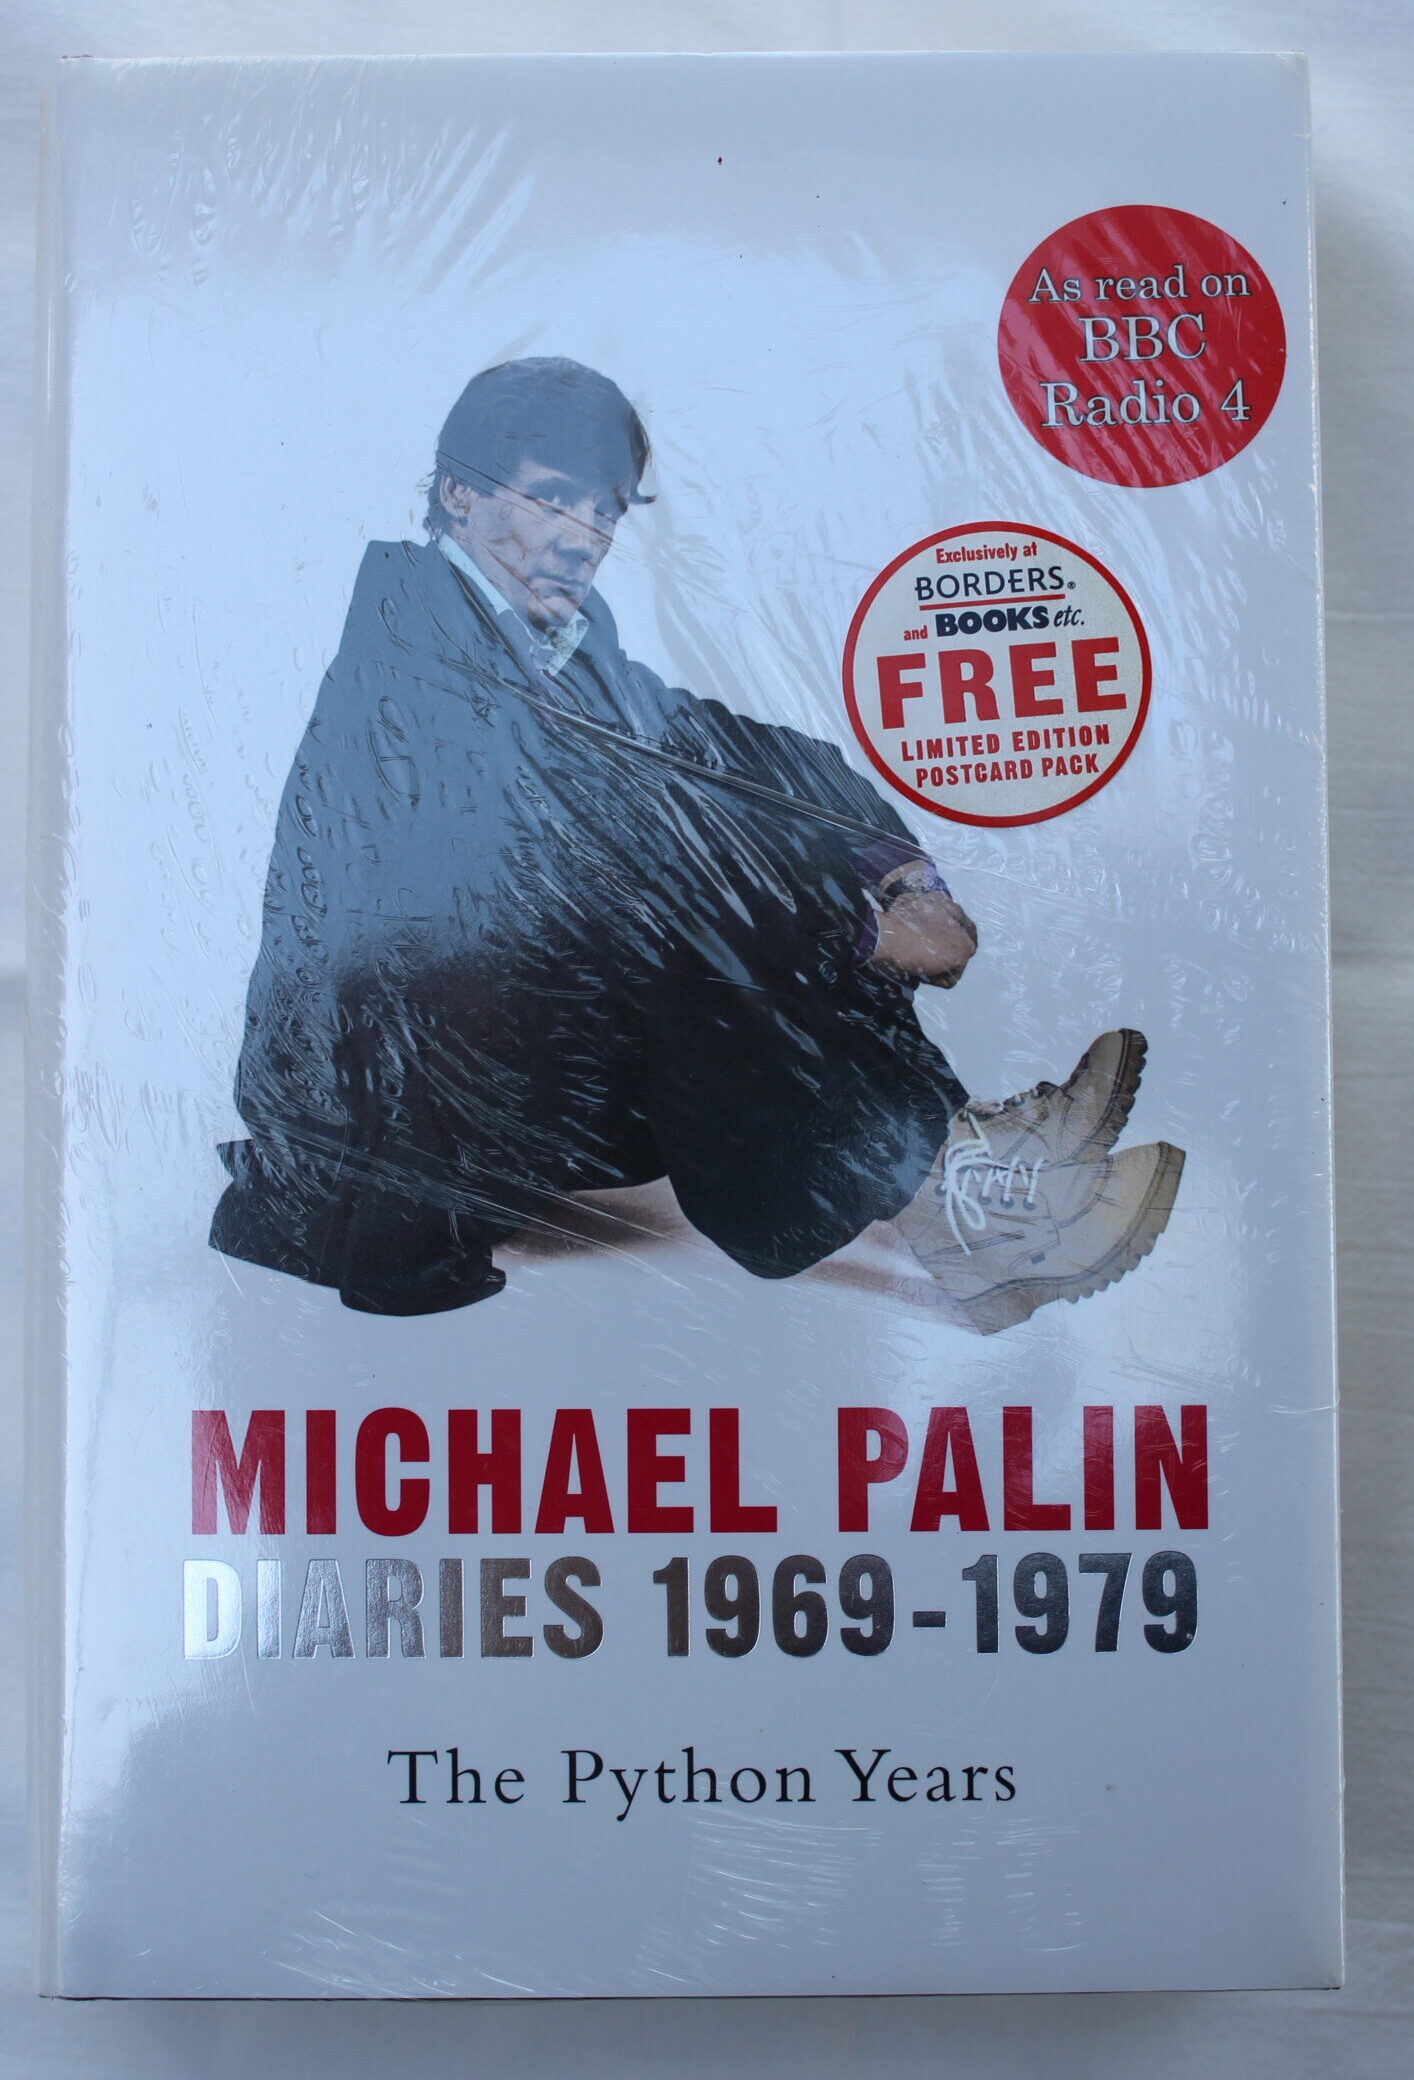 As read on
BBC
Radio 4
Exclusively at
BORDERS®
and BOOKS etc.
FREE
LIMITED EDITION
POSTCARD PACK
MICHAEL PALIN
DIARIES 1969-1979
The Python Years